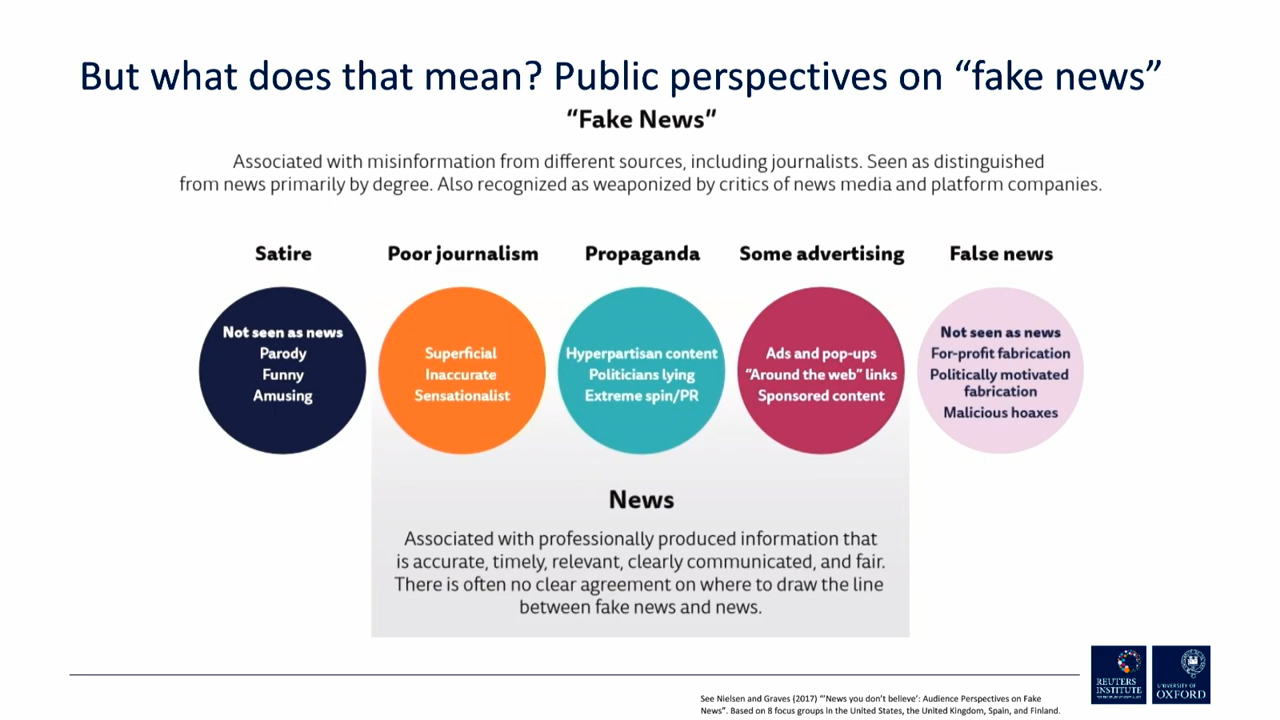 But what does that mean? Public perspectives on “fake news”
“Fake News”
Associated with misinformation from different sources, including journalists. Seen as distinguished
from news primarily by degree. Also recognized as weaponized by critics of news media and platform companies.
Satire
Not seen as news
Parody
Funny
Amusing
Poor journalism
Superficial
Inaccurate
Sensationalist
Propaganda
Hyperpartisan content
Politicians lying
Extreme spin/PR
Some advertising
Ads and pop-ups
“Around the web” links
Sponsored content
False news
Not seen as news
For-profit fabrication
Politically motivated
fabrication
Malicious hoaxes
News
Associated with professionally produced information that
is accurate, timely, relevant, clearly communicated, and fair.
There is often no clear agreement on where to draw the line
between fake news and news.
REUTERS
INSTITUTE
UNIVERSITY OF
OXFORD
See Nielsen and Graves (2017) “‘News you don’t believe’: Audience Perspectives on Fake
News”. Based on 8 focus groups in the United States, the United Kingdom, Spain, and Finland.